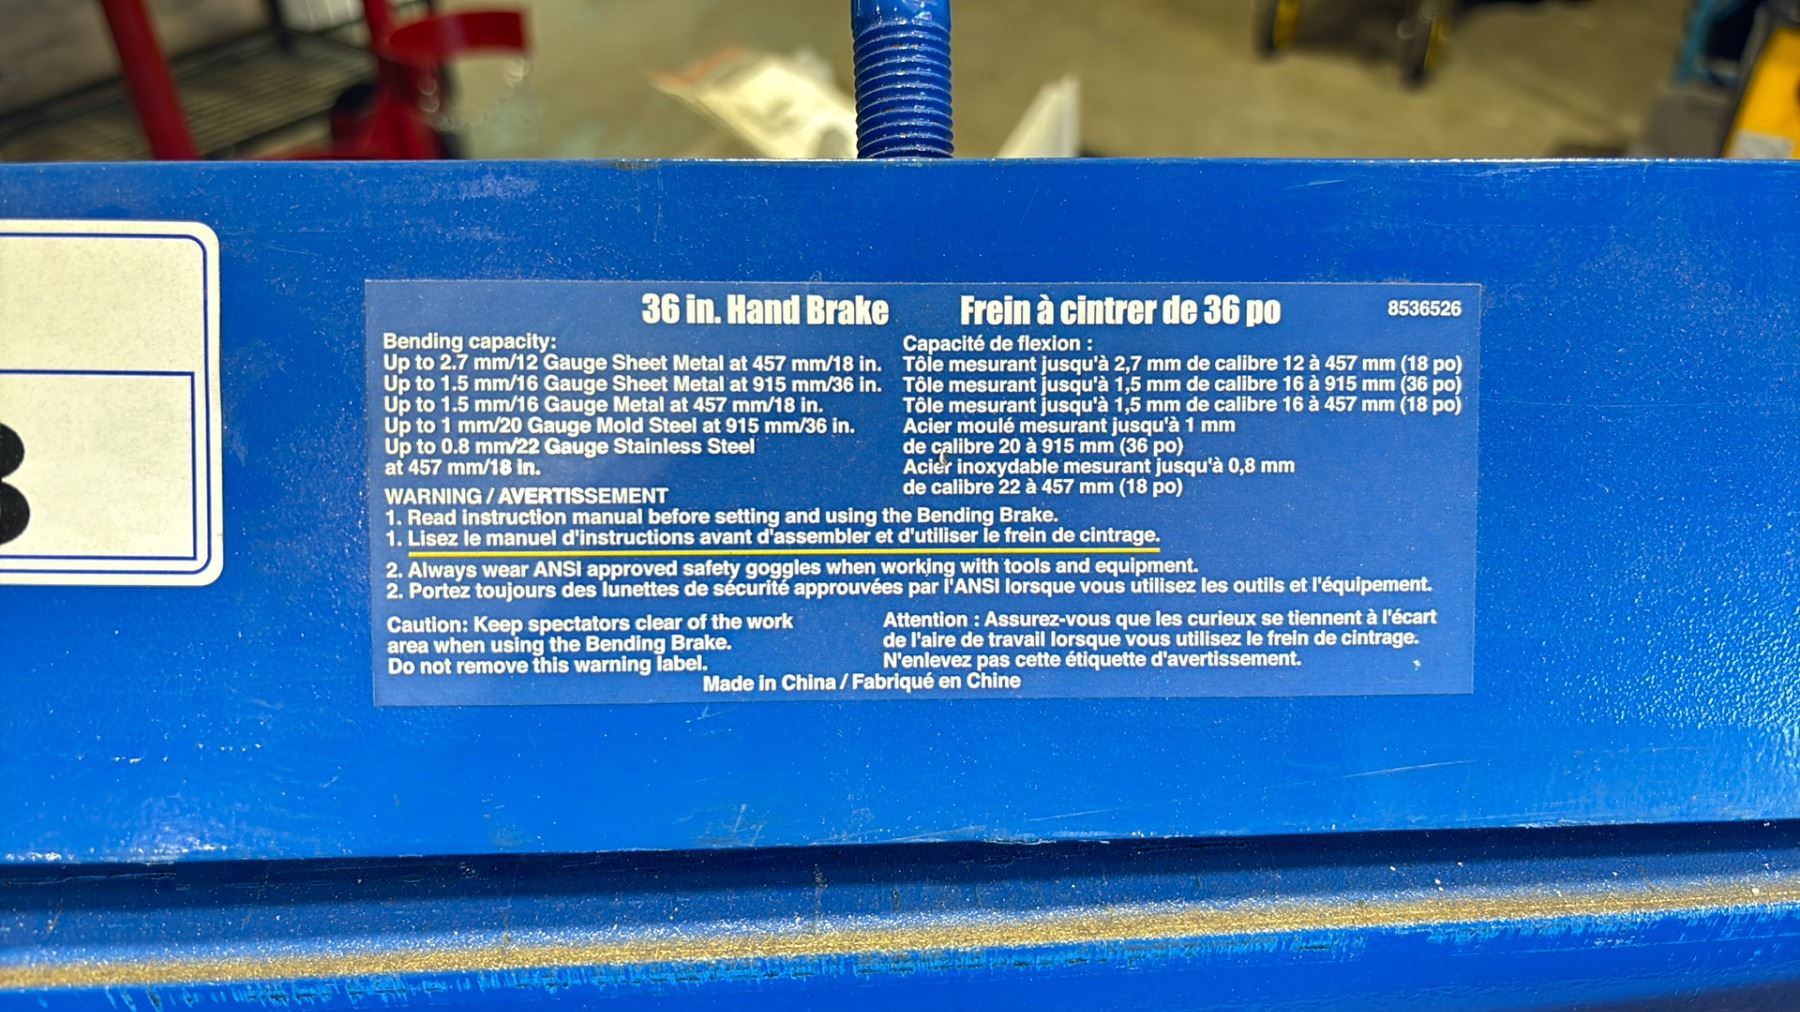 36 in. Hand Brake
Frein à cintrer de 36 po
8536526
Bending capacity:
Up to 2.7 mm/12 Gauge Sheet Metal at 457 mm/18 in.
Up to 1.5 mm/16 Gauge Sheet Metal at 915 mm/36 in.
Up to 1.5 mm/16 Gauge Metal at 457 mm/18 in.
Up to 1 mm/20 Gauge Mold Steel at 915 mm/36 in.
Up to 0.8 mm/22 Gauge Stainless Steel
at 457 mm/18 in.
Capacité de flexion :
Tôle mesurant jusqu'à 2,7 mm de calibre 12 à 457 mm (18 po)
Tôle mesurant jusqu'à 1,5 mm de calibre 16 à 915 mm (36 po)
Tôle mesurant jusqu'à 1,5 mm de calibre 16 à 457 mm (18 po)
Acier moulé mesurant jusqu'à 1 mm
de calibre 20 à 915 mm (36 po)
Acier inoxydable mesurant jusqu'à 0,8 mm
de calibre 22 à 457 mm (18 po)
WARNING / AVERTISSEMENT
1. Read instruction manual before setting and using the Bending Brake.
1. Lisez le manuel d'instructions avant d'assembler et d'utiliser le frein de cintrage.
2. Always wear ANSI approved safety goggles when working with tools and equipment.
2. Portez toujours des lunettes de sécurité approuvées par l'ANSI lorsque vous utilisez les outils et l'équipement.
Caution: Keep spectators clear of the work
area when using the Bending Brake.
Do not remove this warning label.
Attention : Assurez-vous que les curieux se tiennent à l'écart
de l'aire de travail lorsque vous utilisez le frein de cintrage.
N'enlevez pas cette étiquette d'avertissement.
Made in China / Fabriqué en Chine